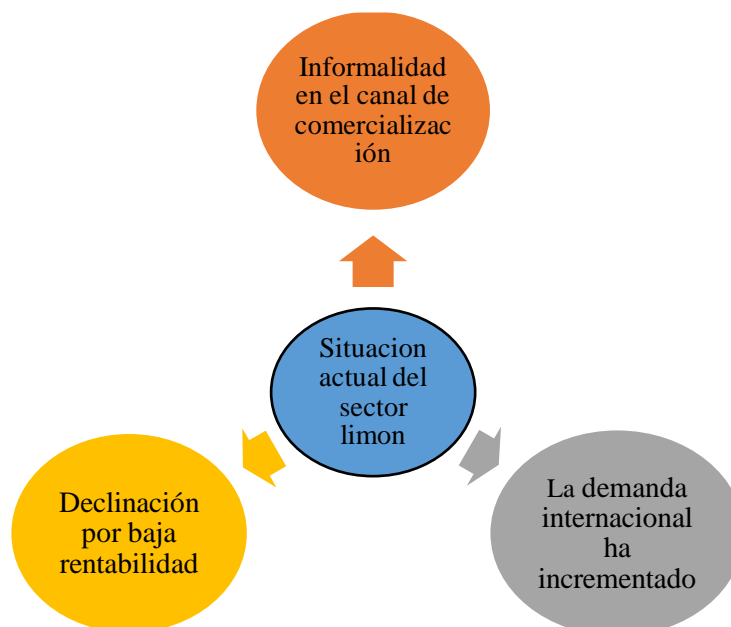 Informalidad
en el canal de
comercializac
ión
Situacion
actual del
sector
limon
Declinación
por baja
rentabilidad
La demanda
internacional
ha
incrementado